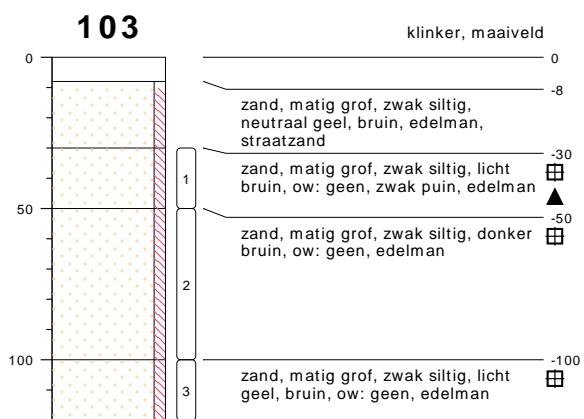 103
klinker, maaiveld
0
0
-8
zand, matig grof, zwak siltig,
neutraal geel, bruin, edelman,
straatzand
-30
zand, matig grof, zwak siltig, licht
bruin, ow: geen, zwak puin, edelman
1
50
-50
zand, matig grof, zwak siltig, donker
bruin, ow: geen, edelman
2
100
-100
zand, matig grof, zwak siltig, licht
geel, bruin, ow: geen, edelman
3